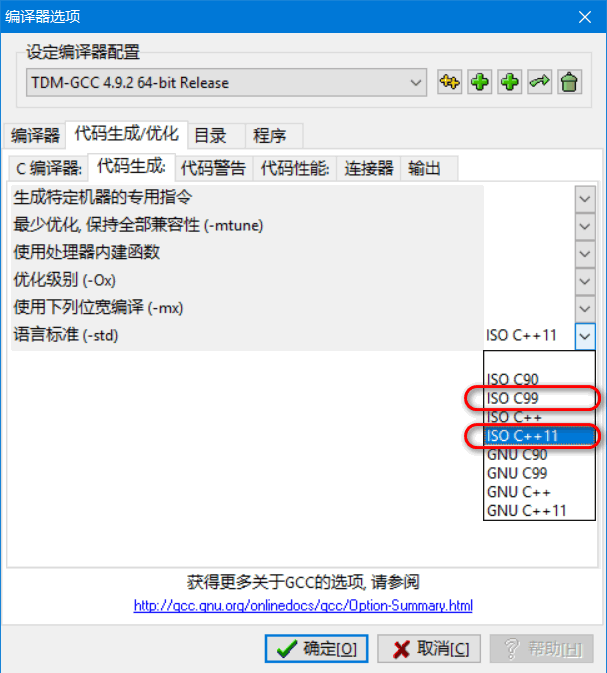 编译器选项
设定编译器配置
TDM-GCC 4.9.2 64-bit Release
编译器 代码生成/优化 目录 程序
C 编译器: 代码生成: 代码警告 代码性能: 连接器 输出
生成特定机器的专用指令
最少优化, 保持全部兼容性 (-mtune)
使用处理器内建函数
优化级别 (-Ox)
使用下列位宽编译 (-mx)
语言标准 (-std) ISO C++11
ISO C90
ISO C99
ISO C++
ISO C++11
GNU C90
GNU C99
GNU C++
GNU C++11
获得更多关于GCC的选项, 请参阅
http://gcc.gnu.org/onlinedocs/gcc/Option-Summary.html
确定[O] 取消[C] 帮助[H]